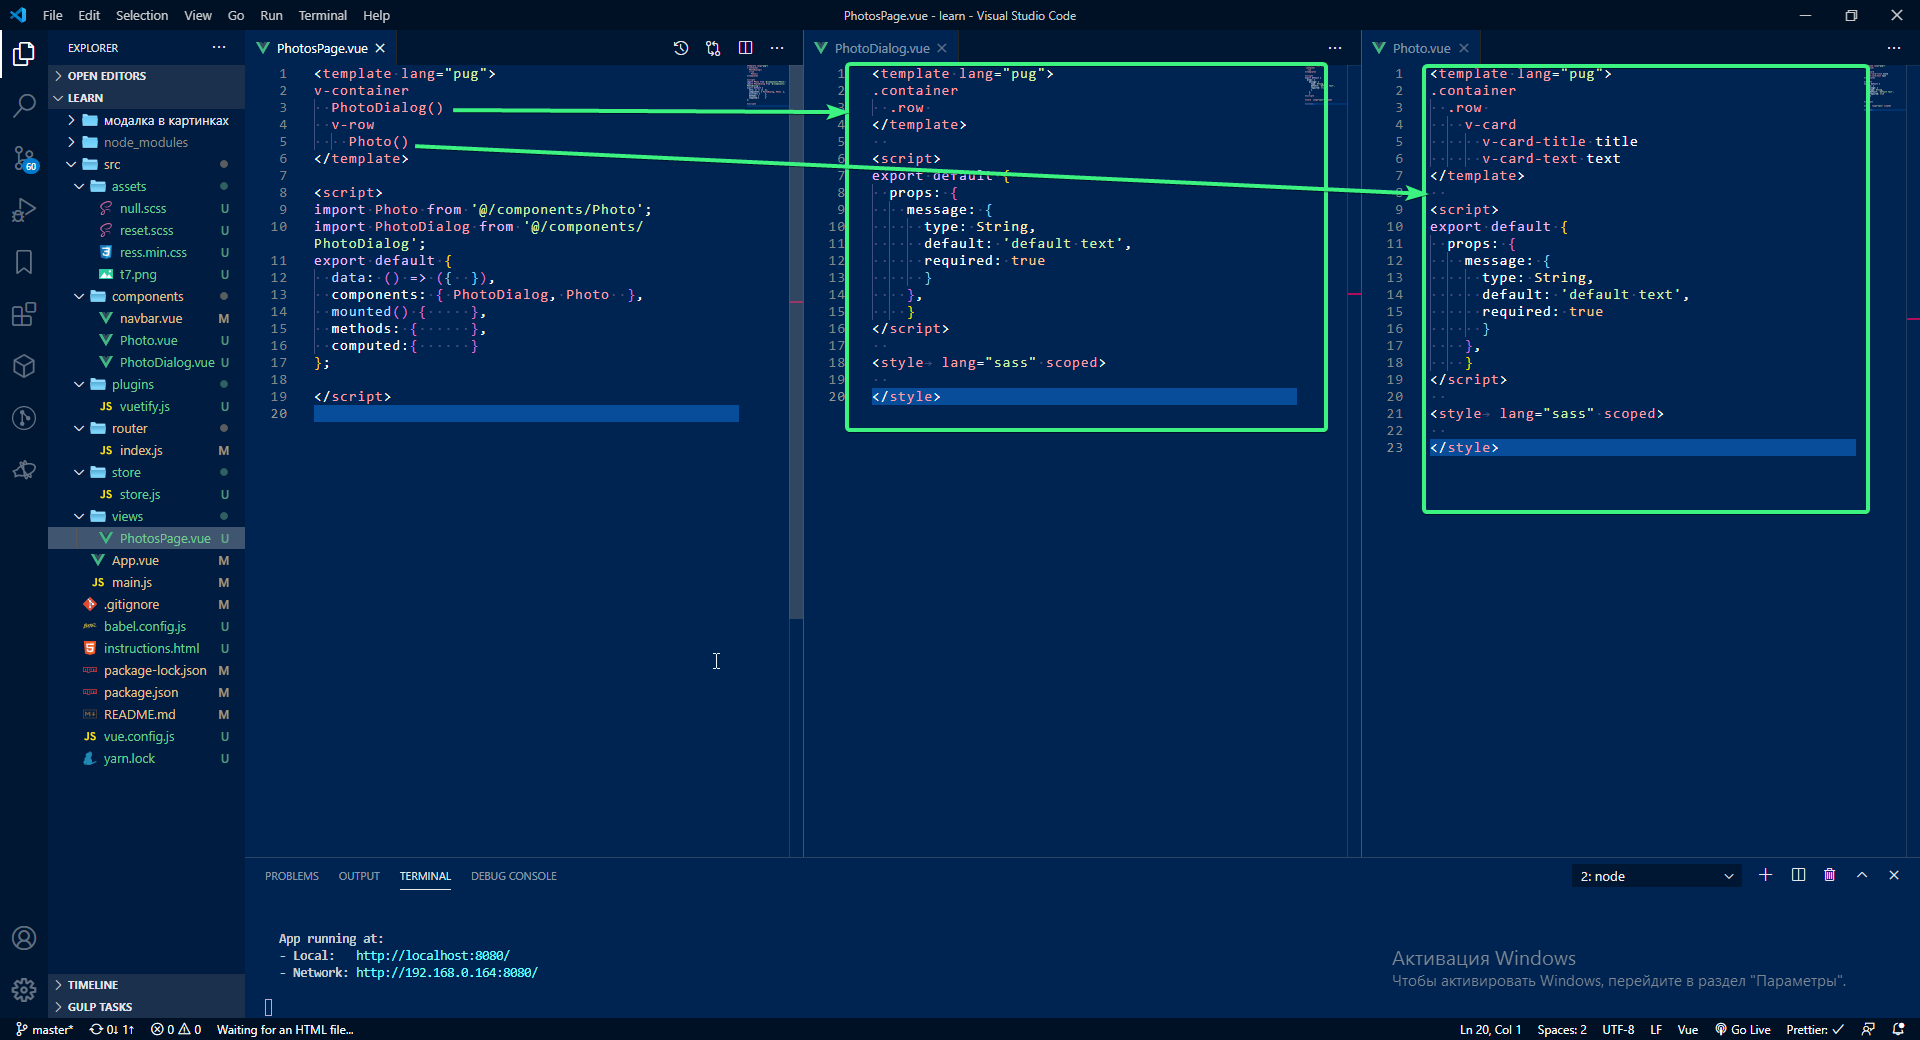 File Edit Selection View Go Run Terminal Help
PhotosPage.vue - learn - Visual Studio Code
EXPLORER
OPEN EDITORS
LEARN
модалка в картинках
node_modules
src
assets
null.scss U
reset.scss U
ress.min.css U
t7.png U
components
navbar.vue M
Photo.vue U
PhotoDialog.vue U
plugins
vuetify.js U
router
index.js M
store
store.js U
views
PhotosPage.vue U
App.vue M
main.js M
.gitignore M
babel.config.js U
instructions.html U
package-lock.json M
package.json M
README.md M
vue.config.js U
yarn.lock U
TIMELINE
GULP TASKS
60
PhotosPage.vue
1 <template lang="pug">
2 v-container
3 PhotoDialog()
4 v-row
5 Photo()
6 </template>
7
8 <script>
9 import Photo from '@/components/Photo';
10 import PhotoDialog from '@/components/
PhotoDialog';
11 export default {
12 data: () => ({ }),
13 components: { PhotoDialog, Photo },
14 mounted() { },
15 methods: { },
16 computed:{ }
17 };
18
19 </script>
20
PhotoDialog.vue
1 <template lang="pug">
2 .container
3 .row
4 </template>
5
6 <script>
7 export default {
8 props: {
9 message: {
10 type: String,
11 default: 'default text',
12 required: true
13 }
14 },
15 }
16 </script>
17
18 <style lang="sass" scoped>
19
20 </style>
Photo.vue
1 <template lang="pug">
2 .container
3 .row
4 v-card
5 v-card-title title
6 v-card-text text
7 </template>
8
9 <script>
10 export default {
11 props: {
12 message: {
13 type: String,
14 default: 'default text',
15 required: true
16 }
17 },
18 }
19 </script>
20
21 <style lang="sass" scoped>
22
23 </style>
PROBLEMS OUTPUT TERMINAL DEBUG CONSOLE
2: node
App running at:
- Local: http://localhost:8080/
- Network: http://192.168.0.164:8080/
Активация Windows
Чтобы активировать Windows, перейдите в раздел "Параметры".
master* 0↓ 1↑ 0 0 Waiting for an HTML file...
Ln 20, Col 1 Spaces: 2 UTF-8 LF Vue Go Live Prettier: ✓